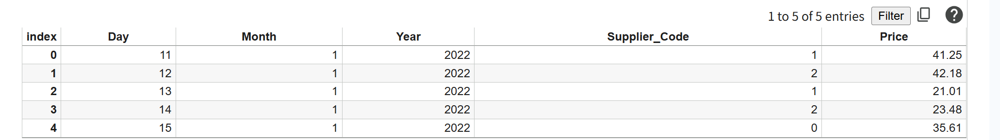 1 to 5 of 5 entries Filter ?
index Day Month Year Supplier_Code Price
0 11 1 2022 1 41.25
1 12 1 2022 2 42.18
2 13 1 2022 1 21.01
3 14 1 2022 2 23.48
4 15 1 2022 0 35.61